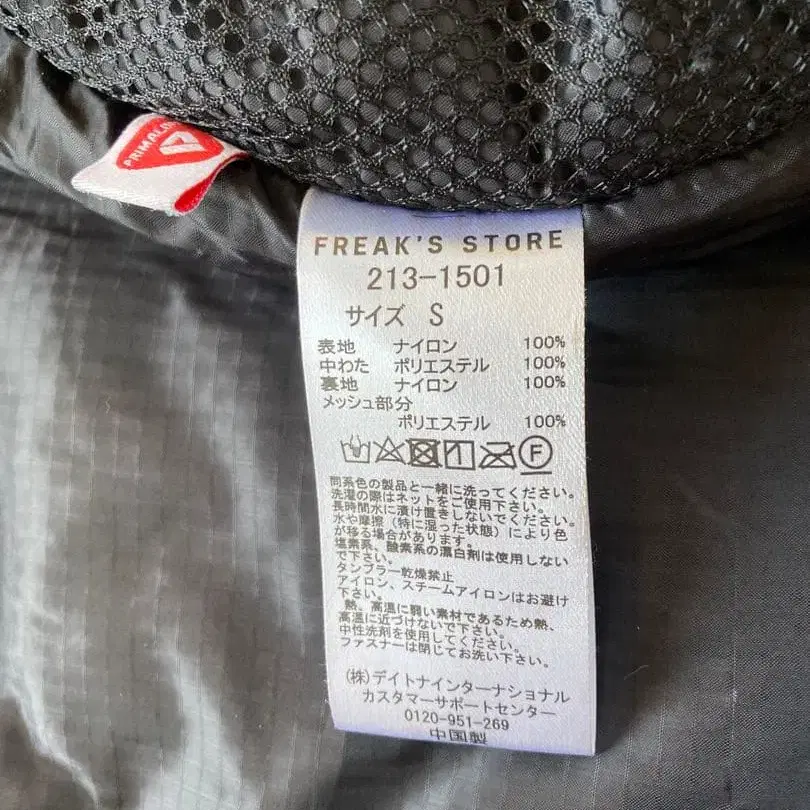 PRIMALOFT
FREAK'S STORE
213-1501
サイズ S
表地 ナイロン 100%
中わた ポリエステル 100%
裏地 ナイロン 100%
メッシュ部分
ポリエステル 100%
F
同系色の製品と一緒に洗ってください。
洗濯の際はネットをご使用下さい。
長時間水に漬け置きしないでください。
水や摩擦(特に湿った状態)により色
が移る場合があります。
塩素系、酸素系の漂白剤は使用しない
で下さい。
タンブラー乾燥禁止
アイロン、スチームアイロンはお避け
下さい。
熱、高温に弱い素材であるため熱、
高温に近づけないで下さい。
中性洗剤を使用してください。
ファスナーは閉じてお洗い下さい。
(株)デイトナインターナショナル
カスタマーサポートセンター
0120-951-269
中国製